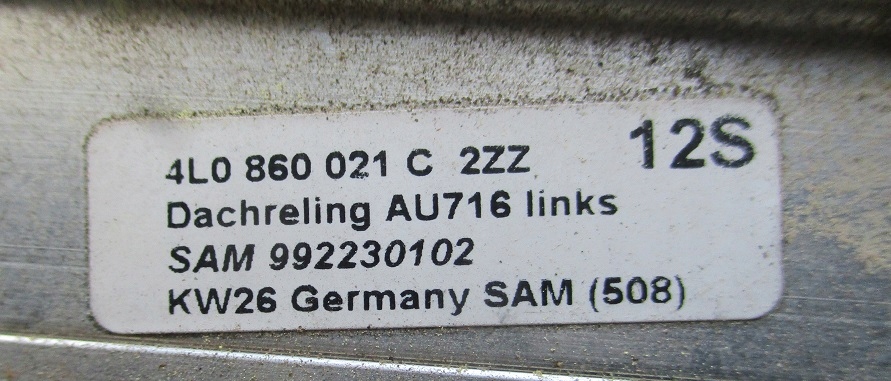 4L0 860 021 C 2ZZ 12S
Dachreling AU716 links
SAM 992230102
KW26 Germany SAM (508)